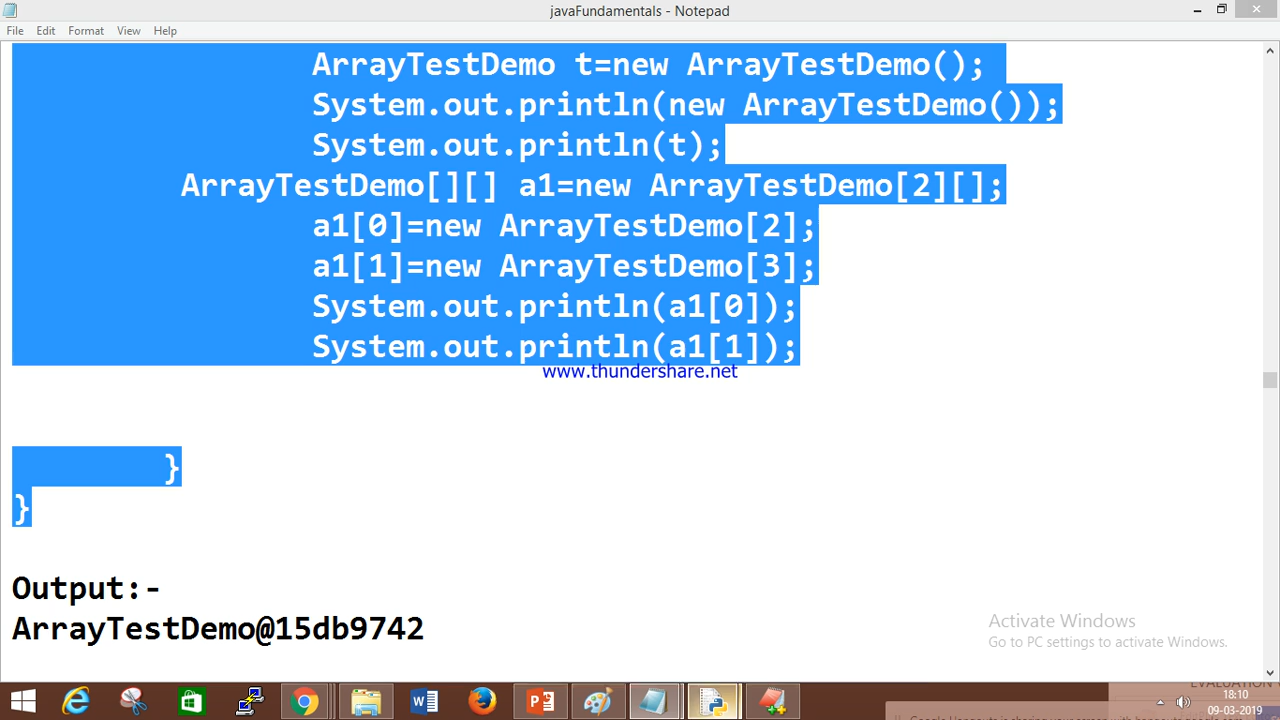 javaFundamentals - Notepad
File Edit Format View Help
ArrayTestDemo t=new ArrayTestDemo();
System.out.println(new ArrayTestDemo());
System.out.println(t);
ArrayTestDemo[][] a1=new ArrayTestDemo[2][];
a1[0]=new ArrayTestDemo[2];
a1[1]=new ArrayTestDemo[3];
System.out.println(a1[0]);
System.out.println(a1[1]);
www.thundershare.net
}
}
Output:-
ArrayTestDemo@15db9742
Activate Windows
Go to PC settings to activate Windows.
EVALUATION
18:10
09-03-2019